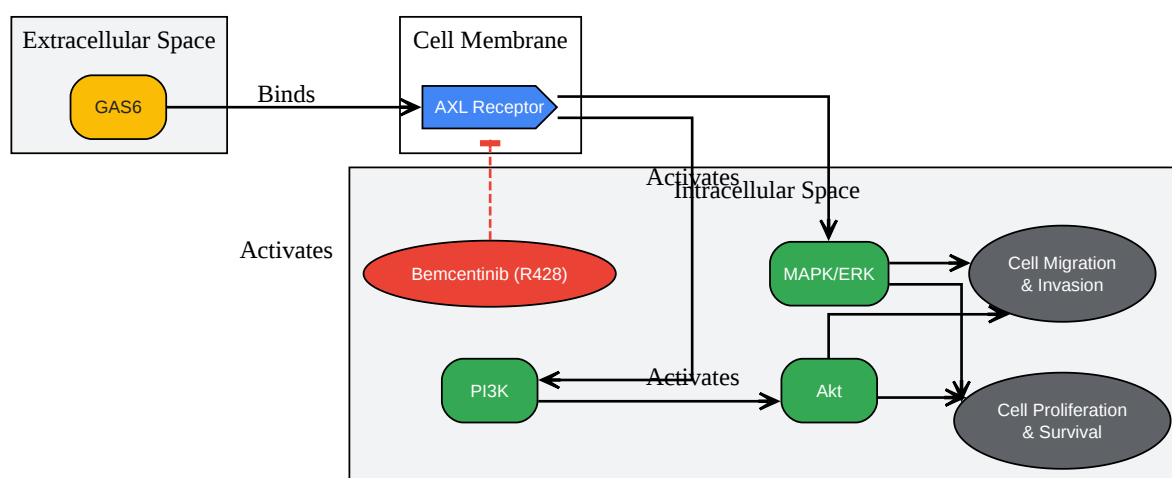 Extracellular Space
Cell Membrane
GAS6
Binds
AXL Receptor
Activates
Intracellular Space
Activates
Bemcentinib (R428)
MAPK/ERK
Cell Migration
& Invasion
PI3K
Activates
Akt
Cell Proliferation
& Survival